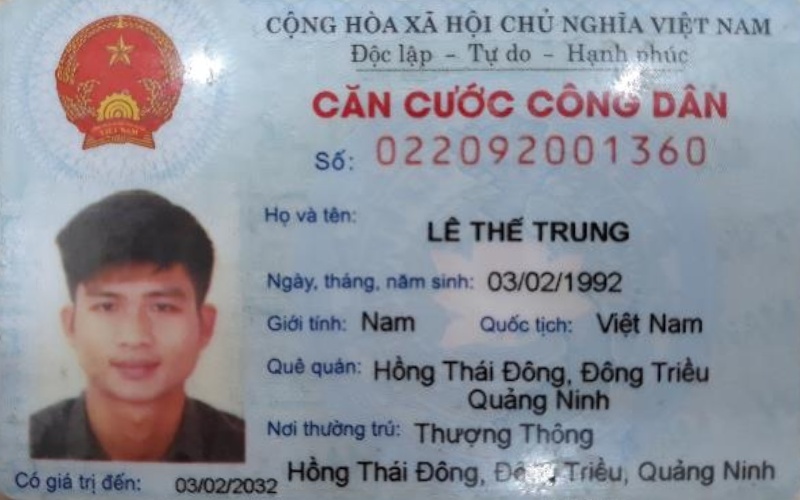 CỘNG HÒA XÃ HỘI CHỦ NGHĨA VIỆT NAM
Độc lập - Tự do - Hạnh phúc
CĂN CƯỚC CÔNG DÂN
Số: 022092001360
Họ và tên: LÊ THẾ TRUNG
Ngày, tháng, năm sinh: 03/02/1992
Giới tính: Nam Quốc tịch: Việt Nam
Quê quán: Hồng Thái Đông, Đông Triều
Quảng Ninh
Nơi thường trú: Thượng Thông
Hồng Thái Đông, Đông Triều, Quảng Ninh
Có giá trị đến: 03/02/2032
VIỆT NAM